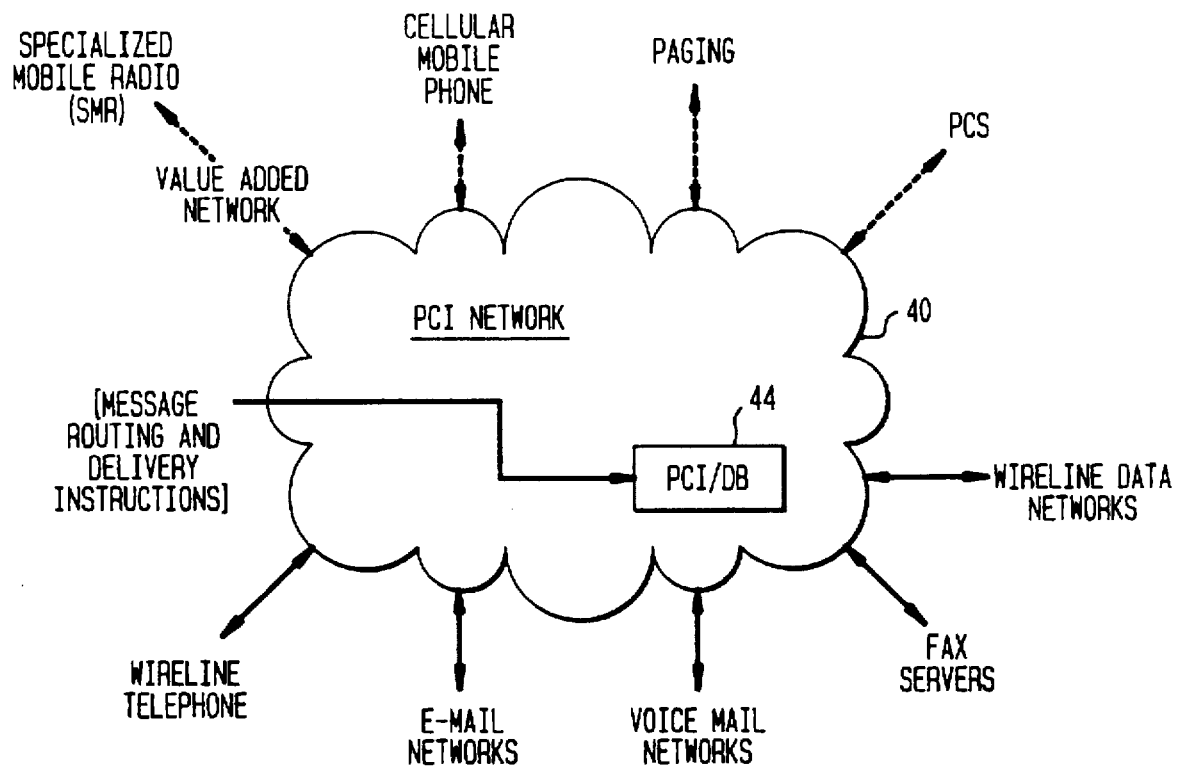 SPECIALIZED
MOBILE RADIO
(SMR)
CELLULAR
MOBILE
PHONE
PAGING
PCS
VALUE ADDED
NETWORK
PCI NETWORK
40
[MESSAGE
ROUTING AND
DELIVERY
INSTRUCTIONS]
44
PCI/DB
WIRELINE DATA
NETWORKS
WIRELINE
TELEPHONE
E-MAIL
NETWORKS
VOICE MAIL
NETWORKS
FAX
SERVERS